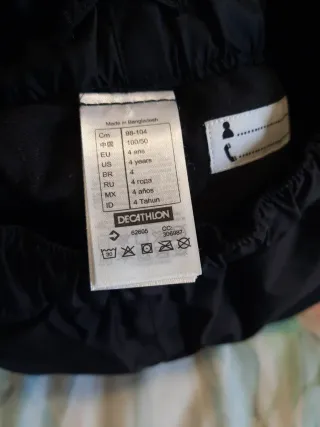 Made in Bangladesh
Cm 98-104
中国 100/50
EU 4 ans
US 4 years
BR 4
RU 4 года
MX 4 años
ID 4 Tahun
DECATHLON
CC: